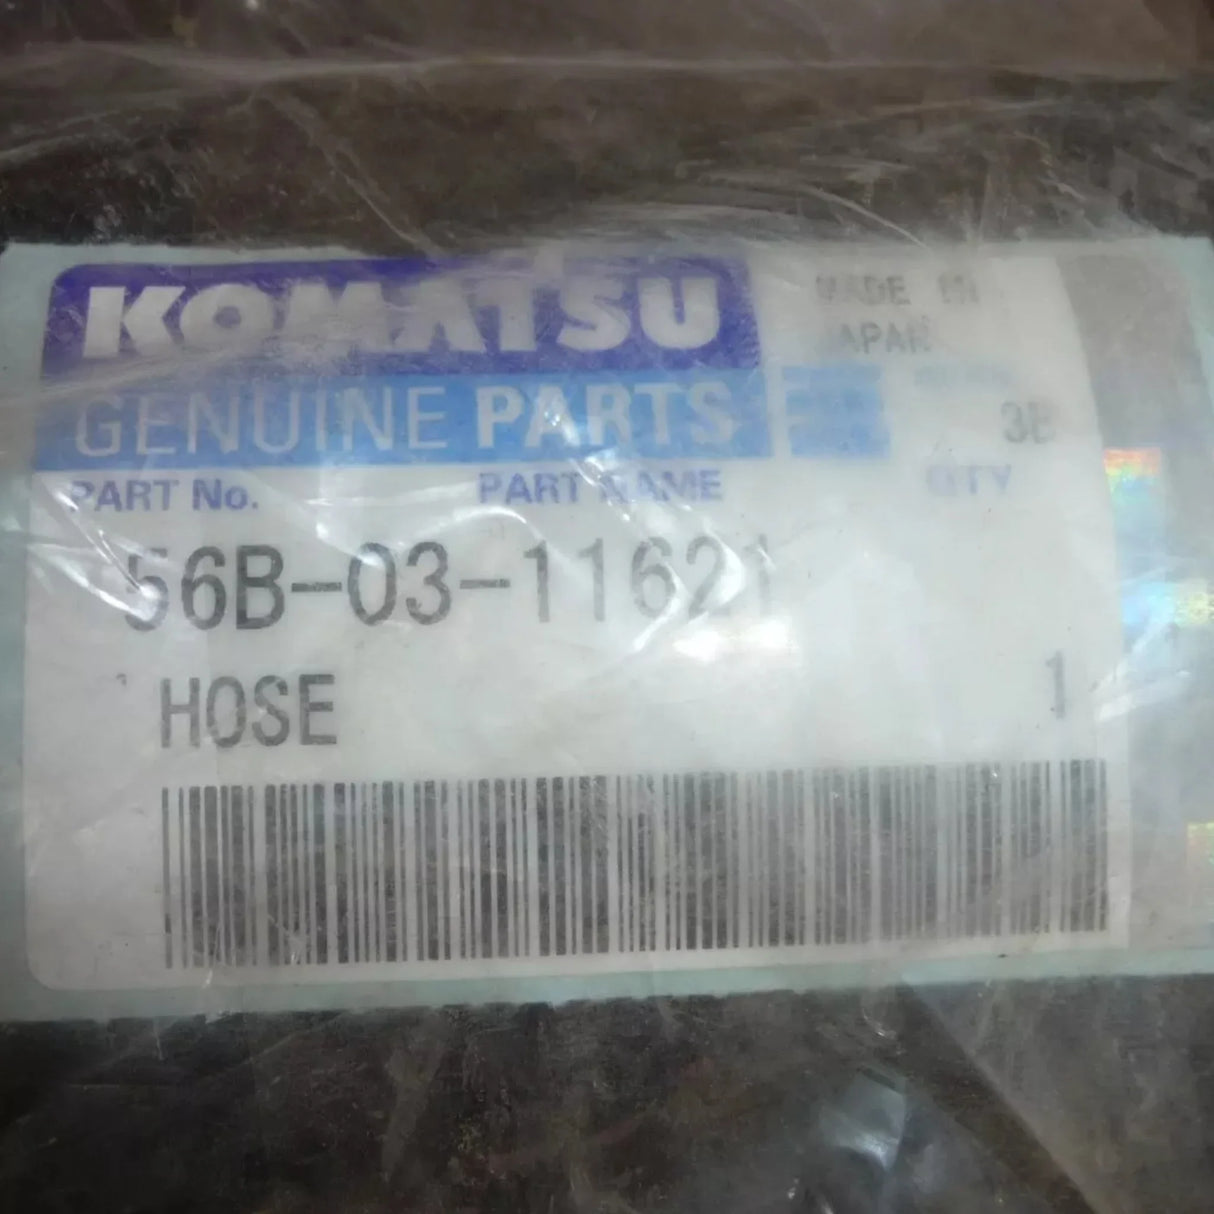 KOMATSU
MADE IN
JAPAN
GENUINE PARTS
3B
PART No. PART NAME QTY
56B-03-11621
HOSE 1